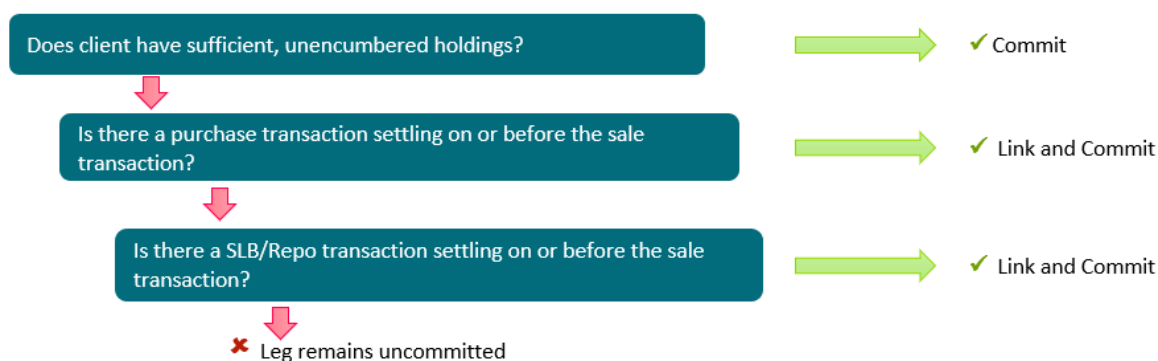 Does client have sufficient, unencumbered holdings?
✓ Commit
Is there a purchase transaction settling on or before the sale
transaction?
✓ Link and Commit
Is there a SLB/Repo transaction settling on or before the sale
transaction?
✓ Link and Commit
✖ Leg remains uncommitted